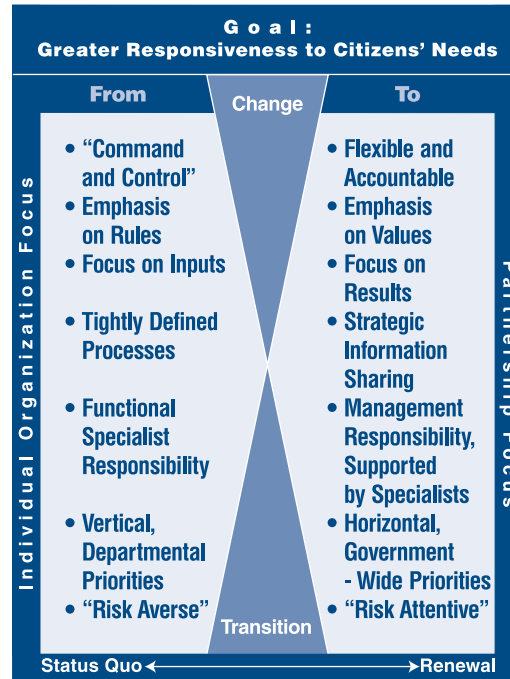 Goal:
Greater Responsiveness to Citizens’ Needs
From
Change
To
Individual Organization Focus
• “Command
and Control”
• Emphasis
on Rules
• Focus on Inputs
• Tightly Defined
Processes
• Functional
Specialist
Responsibility
• Vertical,
Departmental
Priorities
• “Risk Averse”
• Flexible and
Accountable
• Emphasis
on Values
• Focus on
Results
• Strategic
Information
Sharing
• Management
Responsibility,
Supported
by Specialists
• Horizontal,
Government
- Wide Priorities
• “Risk Attentive”
Partnership Focus
Transition
Status Quo
Renewal